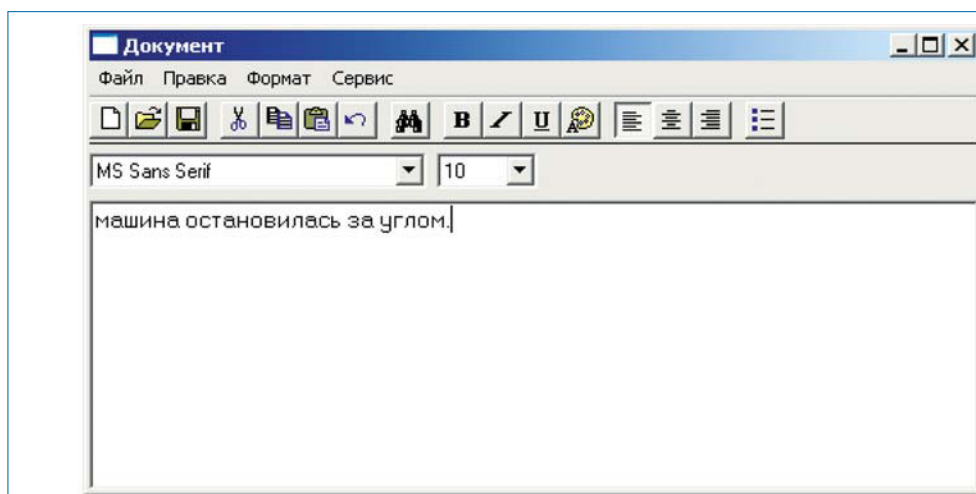 Документ
Файл Правка Формат Сервис
B I U A
MS Sans Serif 10
машина остановилась за углом.